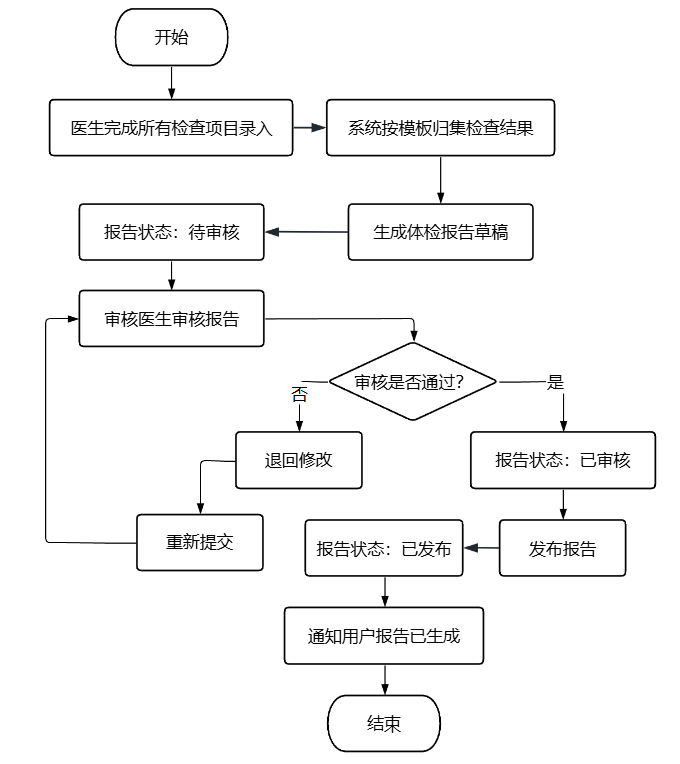 开始
医生完成所有检查项目录入
系统按模板归集检查结果
生成体检报告草稿
报告状态：待审核
审核医生审核报告
审核是否通过？
否
是
退回修改
报告状态：已审核
重新提交
发布报告
报告状态：已发布
通知用户报告已生成
结束